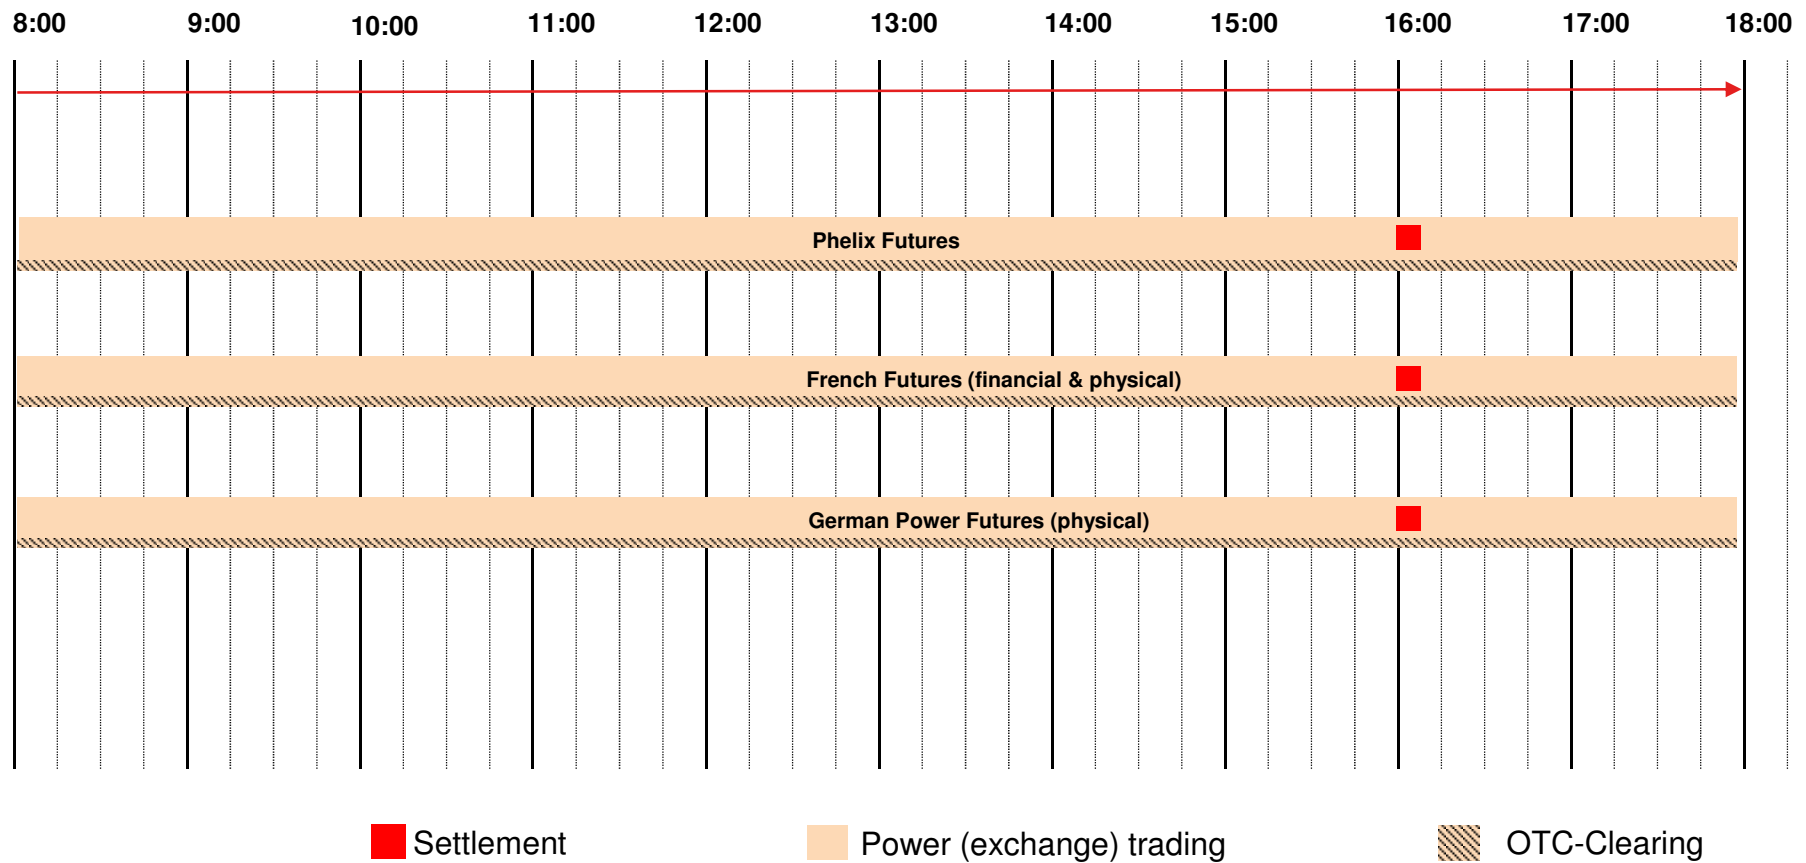 8:00 9:00 10:00 11:00 12:00 13:00 14:00 15:00 16:00 17:00 18:00
Phelix Futures
French Futures (financial & physical)
German Power Futures (physical)
Settlement Power (exchange) trading OTC-Clearing